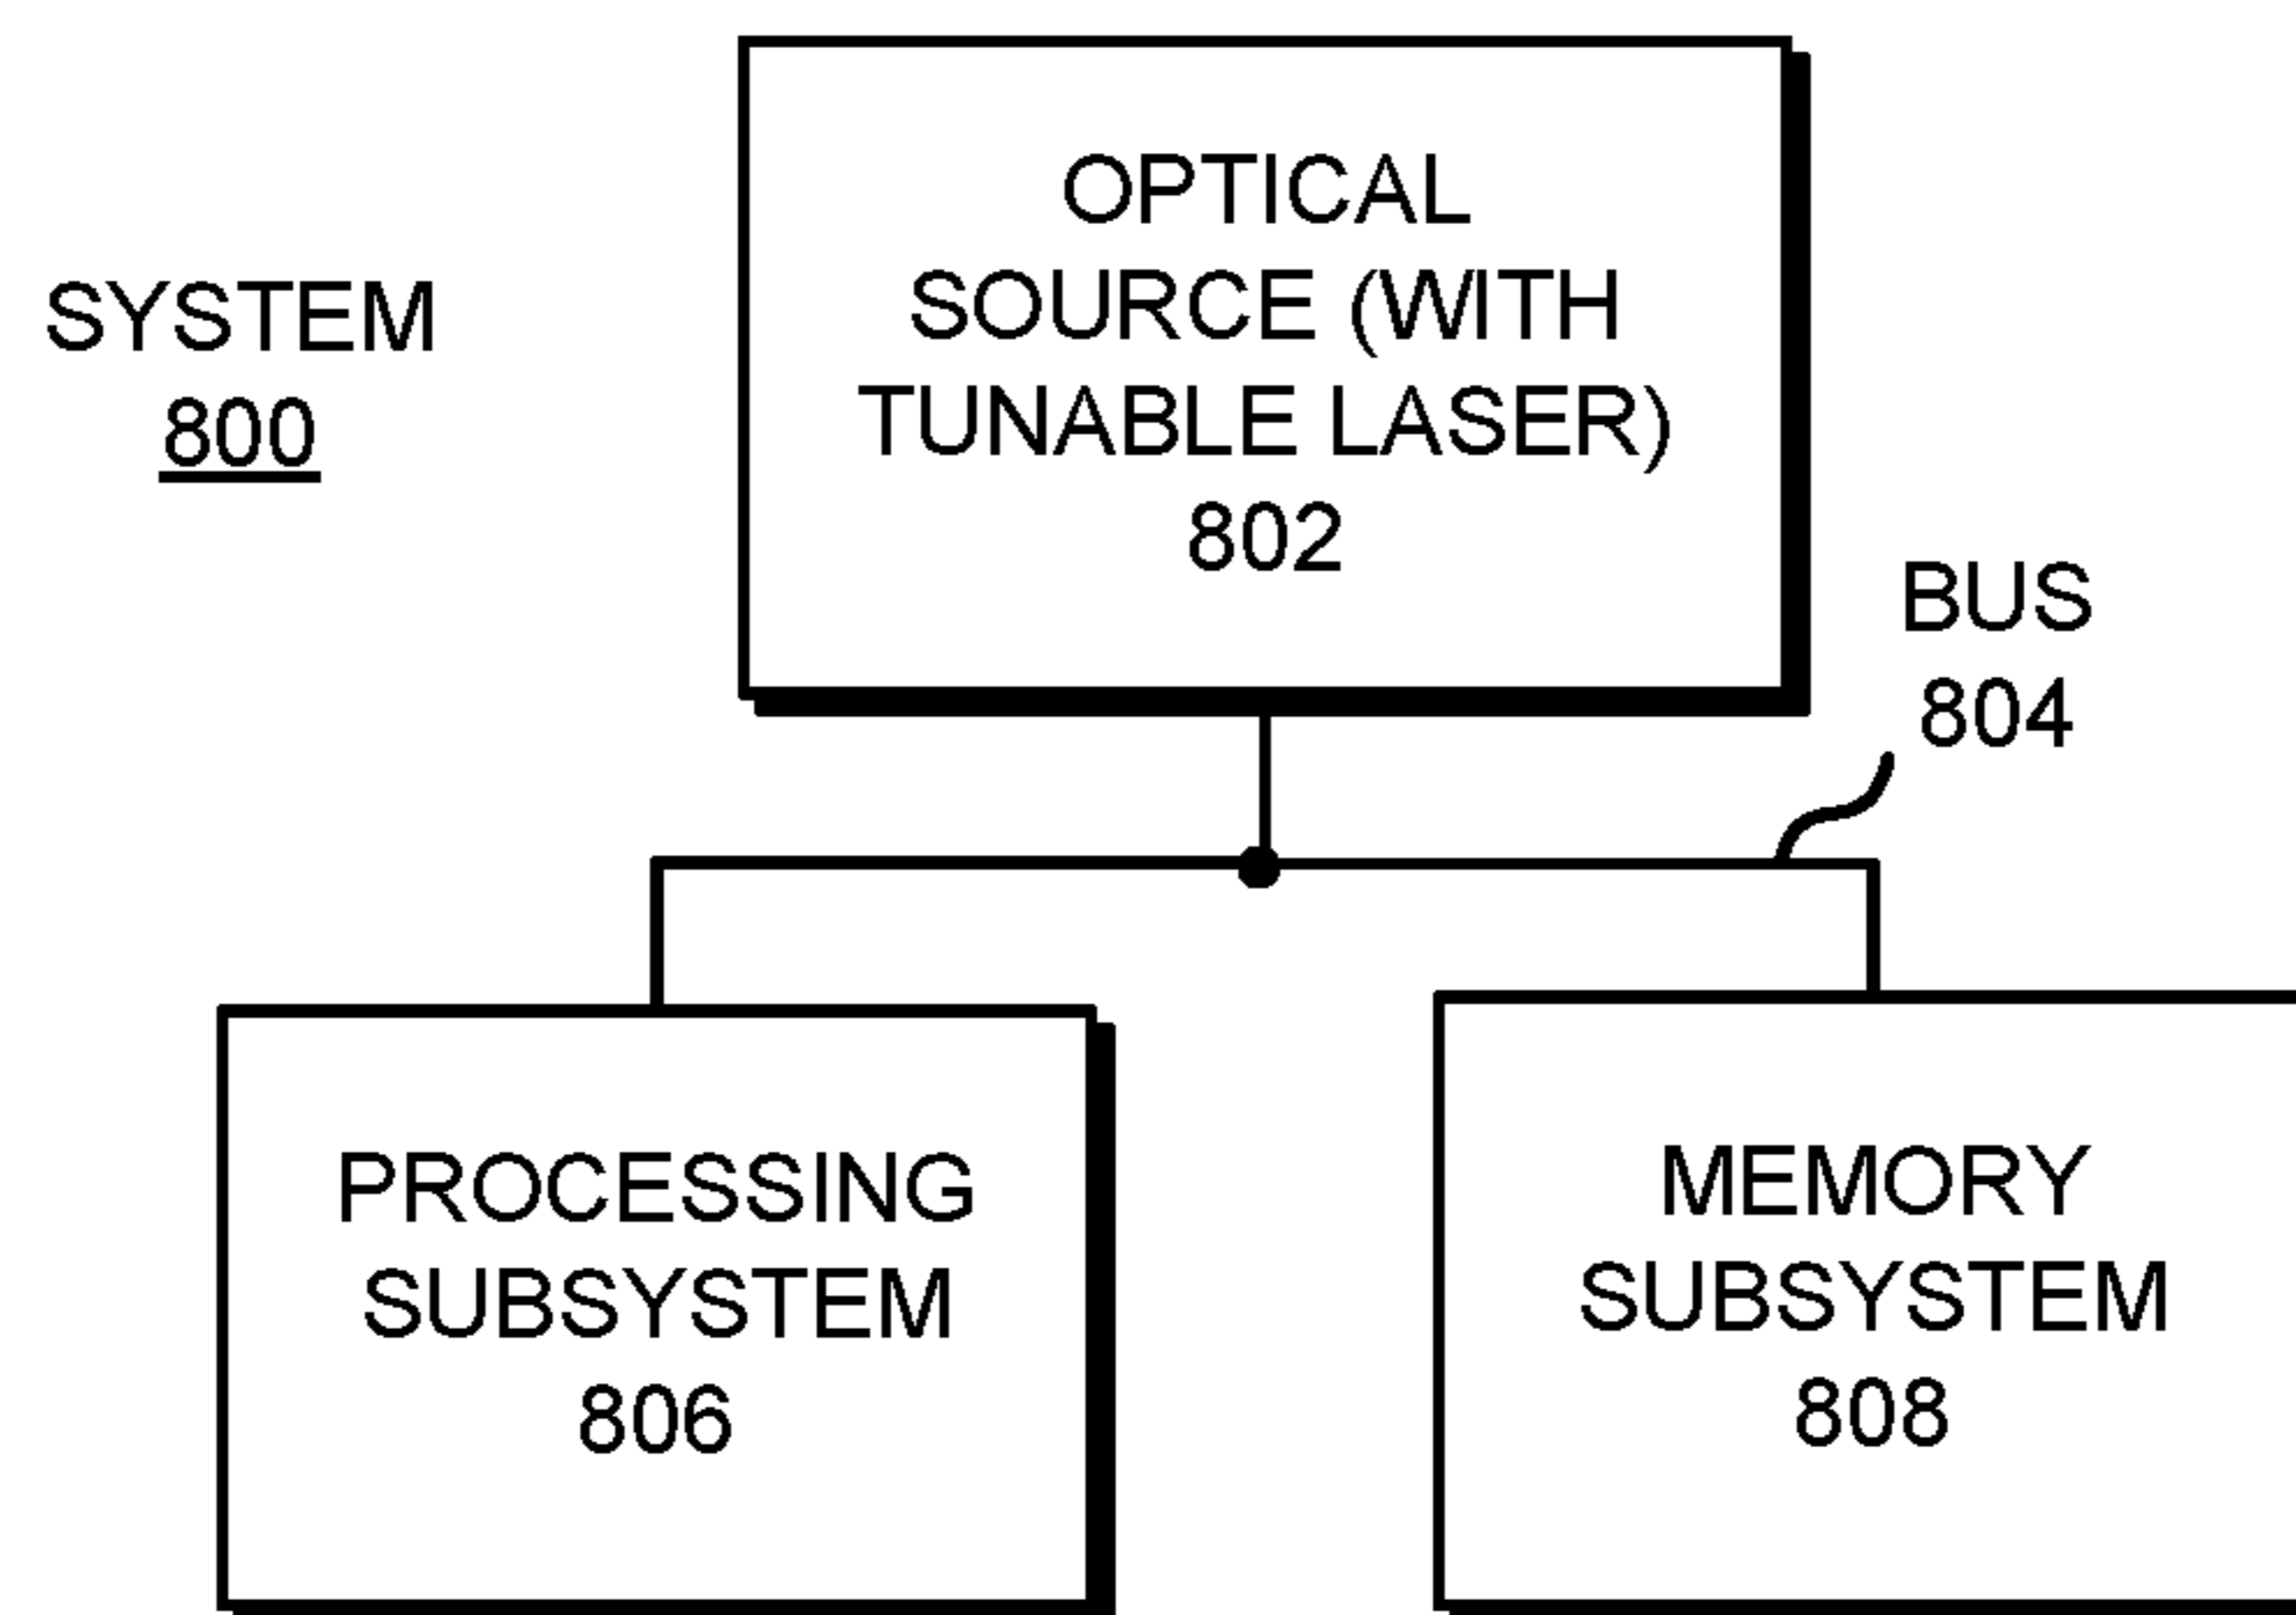 SYSTEM
800
OPTICAL
SOURCE (WITH
TUNABLE LASER)
802
BUS
804
PROCESSING
SUBSYSTEM
806
MEMORY
SUBSYSTEM
808